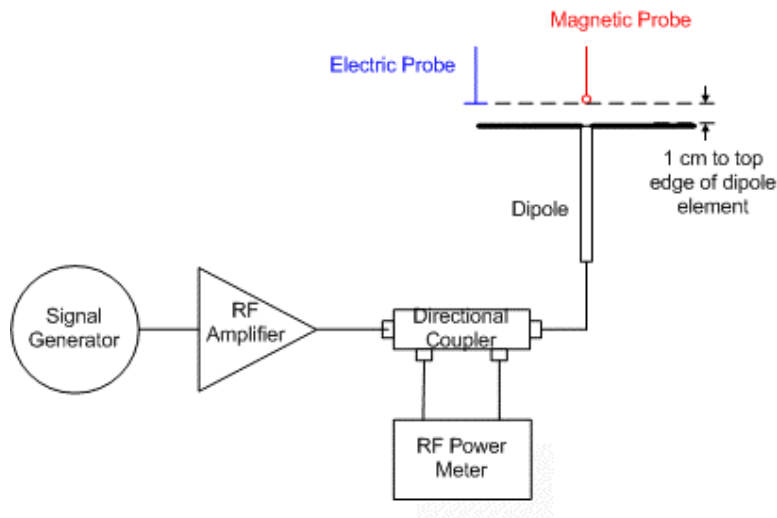 Magnetic Probe
Electric Probe
1 cm to top
edge of dipole
element
Dipole
Signal
Generator
RF
Amplifier
Directional
Coupler
RF Power
Meter